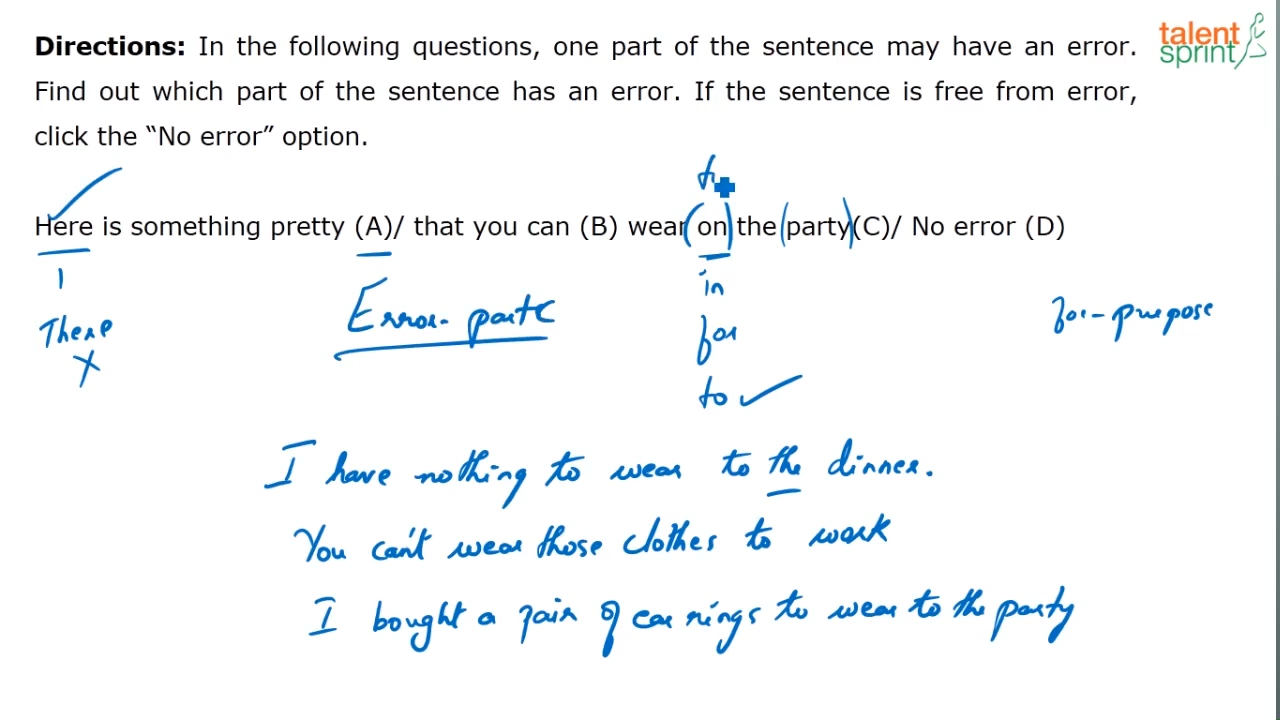 talent
sprint
Directions: In the following questions, one part of the sentence may have an error.
Find out which part of the sentence has an error. If the sentence is free from error,
click the “No error” option.
Here is something pretty (A)/ that you can (B) wear (on) the (party)(C)/ No error (D)
in
There
Error - part C
for
for - purpose
to
I have nothing to wear to the dinner.
You can't wear those clothes to work
I bought a pair of ear rings to wear to the party